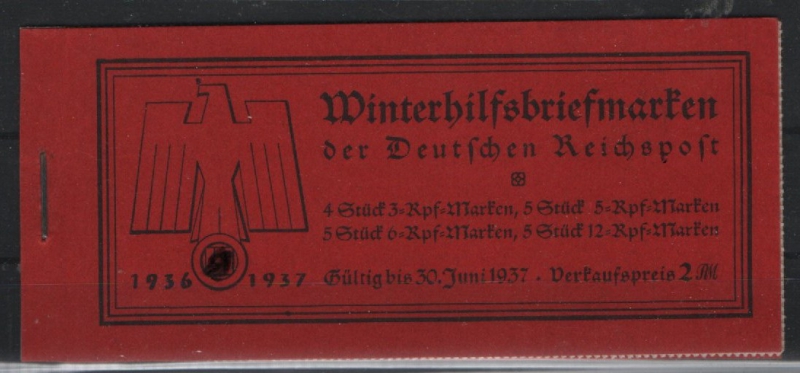 Winterhilfsbriefmarken
der Deutschen Reichspost
4 Stück 3=Rpf=Marken, 5 Stück 5=Rpf=Marken
5 Stück 6=Rpf=Marken, 5 Stück 12=Rpf=Marken
1936 1937 Gültig bis 30. Juni 1937 · Verkaufspreis 2 RM